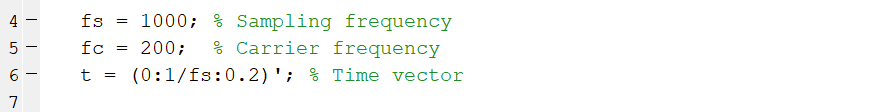 4 – fs = 1000; % Sampling frequency
5 – fc = 200;  % Carrier frequency
6 – t = (0:1/fs:0.2)'; % Time vector
7